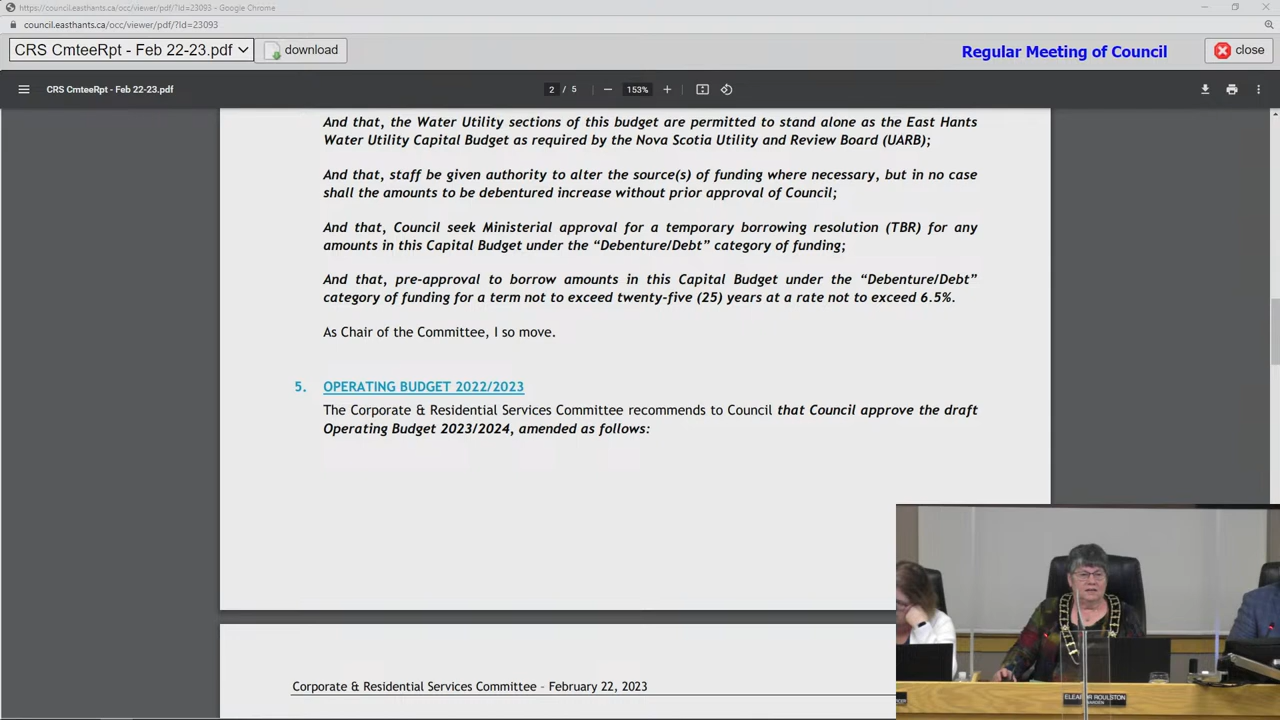 https://council.easthants.ca/occ/viewer/pdf/?Id=23093 - Google Chrome
council.easthants.ca/occ/viewer/pdf/?Id=23093
CRS CmteeRpt - Feb 22-23.pdf
download
Regular Meeting of Council
close
CRS CmteeRpt - Feb 22-23.pdf
2 / 5
153%
And that, the Water Utility sections of this budget are permitted to stand alone as the East Hants
Water Utility Capital Budget as required by the Nova Scotia Utility and Review Board (UARB);
And that, staff be given authority to alter the source(s) of funding where necessary, but in no case
shall the amounts to be debentured increase without prior approval of Council;
And that, Council seek Ministerial approval for a temporary borrowing resolution (TBR) for any
amounts in this Capital Budget under the “Debenture/Debt” category of funding;
And that, pre-approval to borrow amounts in this Capital Budget under the “Debenture/Debt”
category of funding for a term not to exceed twenty-five (25) years at a rate not to exceed 6.5%.
As Chair of the Committee, I so move.
5. OPERATING BUDGET 2022/2023
The Corporate & Residential Services Committee recommends to Council that Council approve the draft
Operating Budget 2023/2024, amended as follows:
Corporate & Residential Services Committee - February 22, 2023
ELEANOR ROULSTON
WARDEN